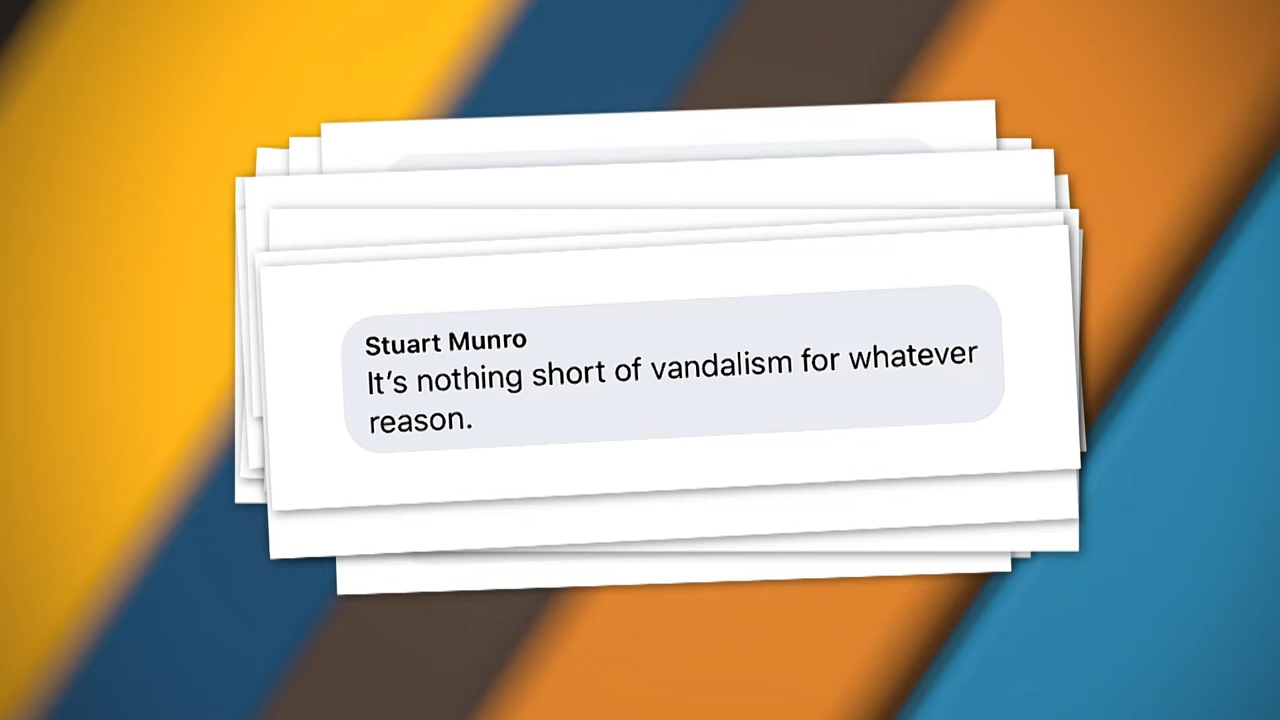 Stuart Munro
It’s nothing short of vandalism for whatever
reason.